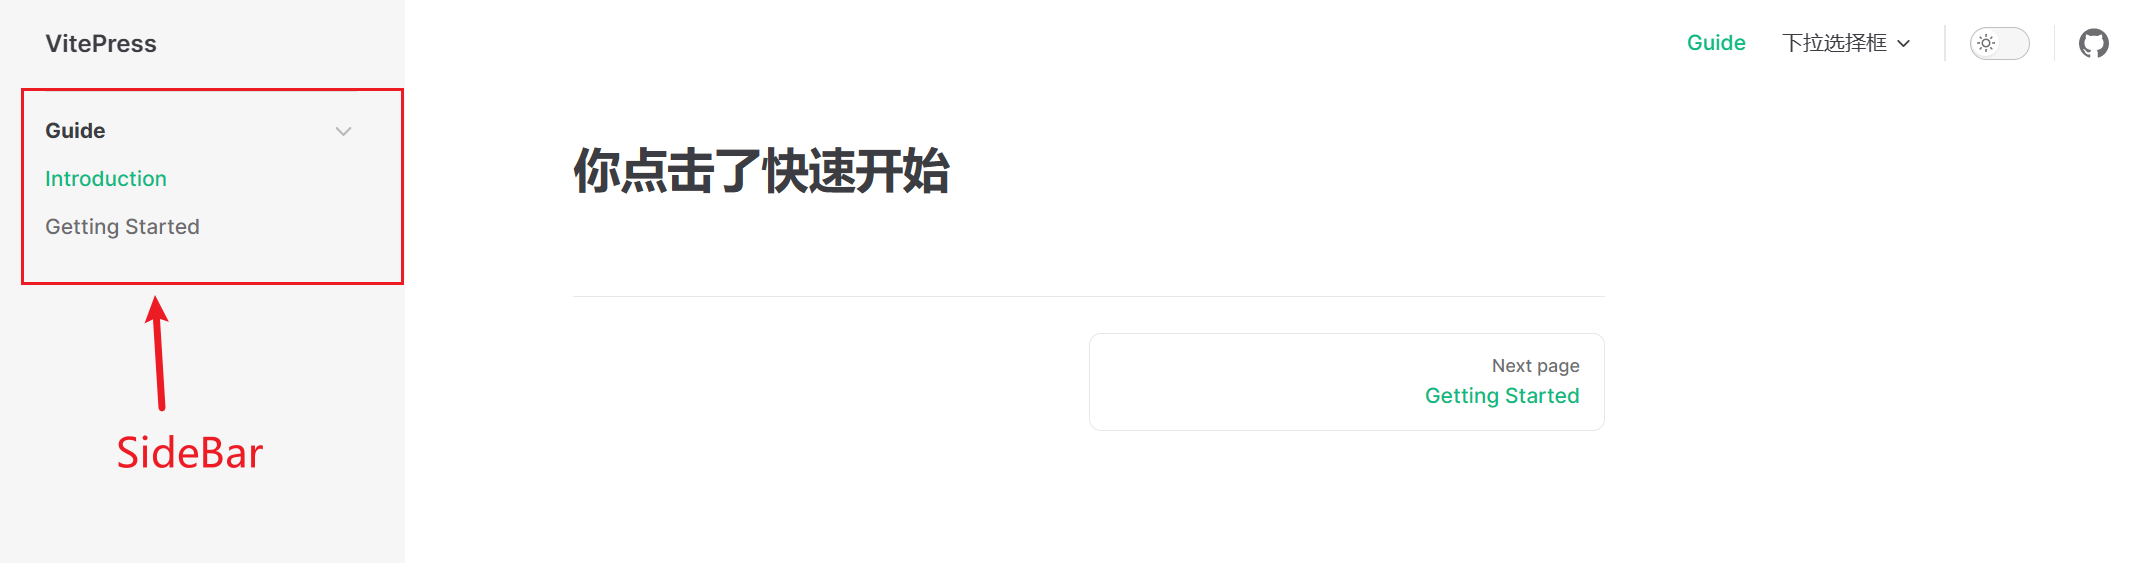 VitePress
Guide
下拉选择框
Guide
Introduction
Getting Started
SideBar
你点击了快速开始
Next page
Getting Started